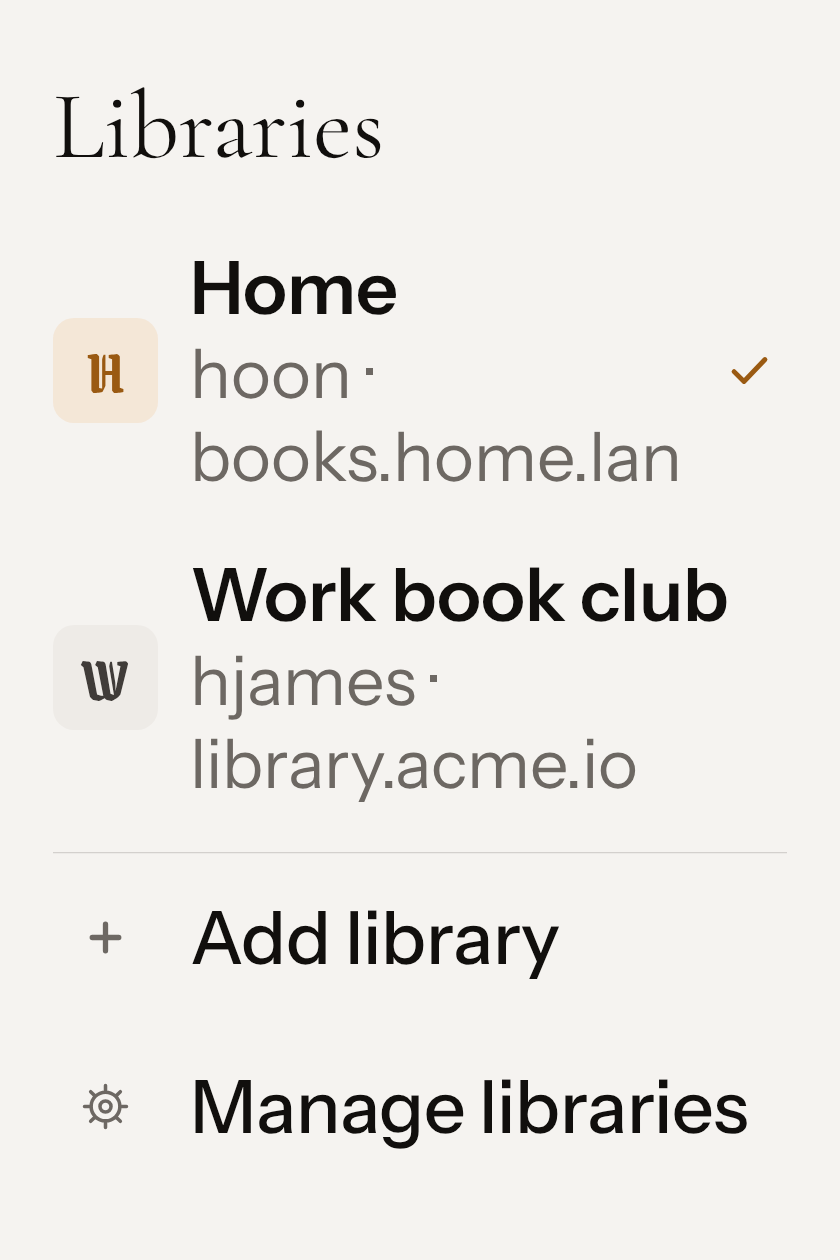 Libraries
Home
H
hoon ·
books.home.lan
Work book club
W
hjames ·
library.acme.io
Add library
Manage libraries